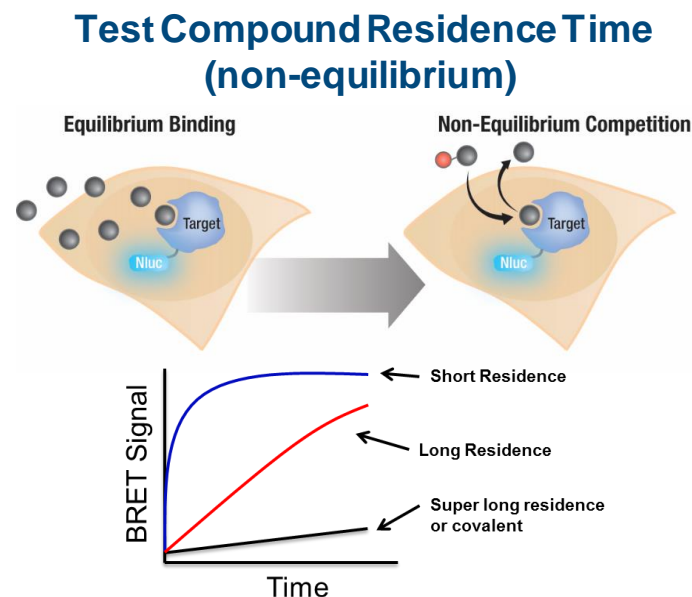 Test Compound Residence Time
(non-equilibrium)
Equilibrium Binding
Non-Equilibrium Competition
Target
Nluc
Target
Nluc
BRET Signal
Short Residence
Long Residence
Super long residence
or covalent
Time